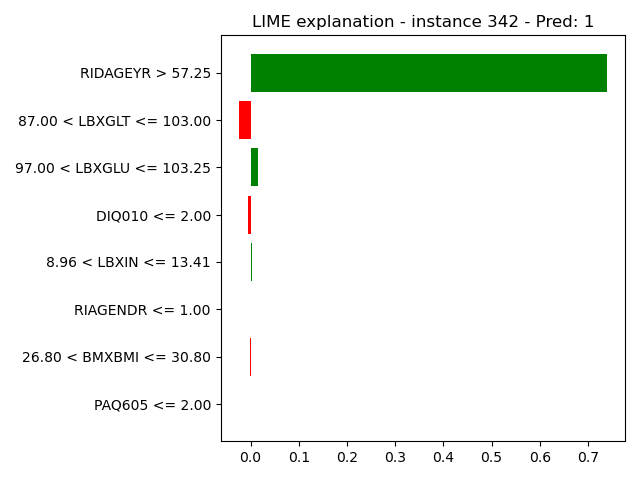 LIME explanation - instance 342 - Pred: 1
RIDAGEYR > 57.25
87.00 < LBXGLT <= 103.00
97.00 < LBXGLU <= 103.25
DIQ010 <= 2.00
8.96 < LBXIN <= 13.41
RIAGENDR <= 1.00
26.80 < BMXBMI <= 30.80
PAQ605 <= 2.00
0.0 0.1 0.2 0.3 0.4 0.5 0.6 0.7